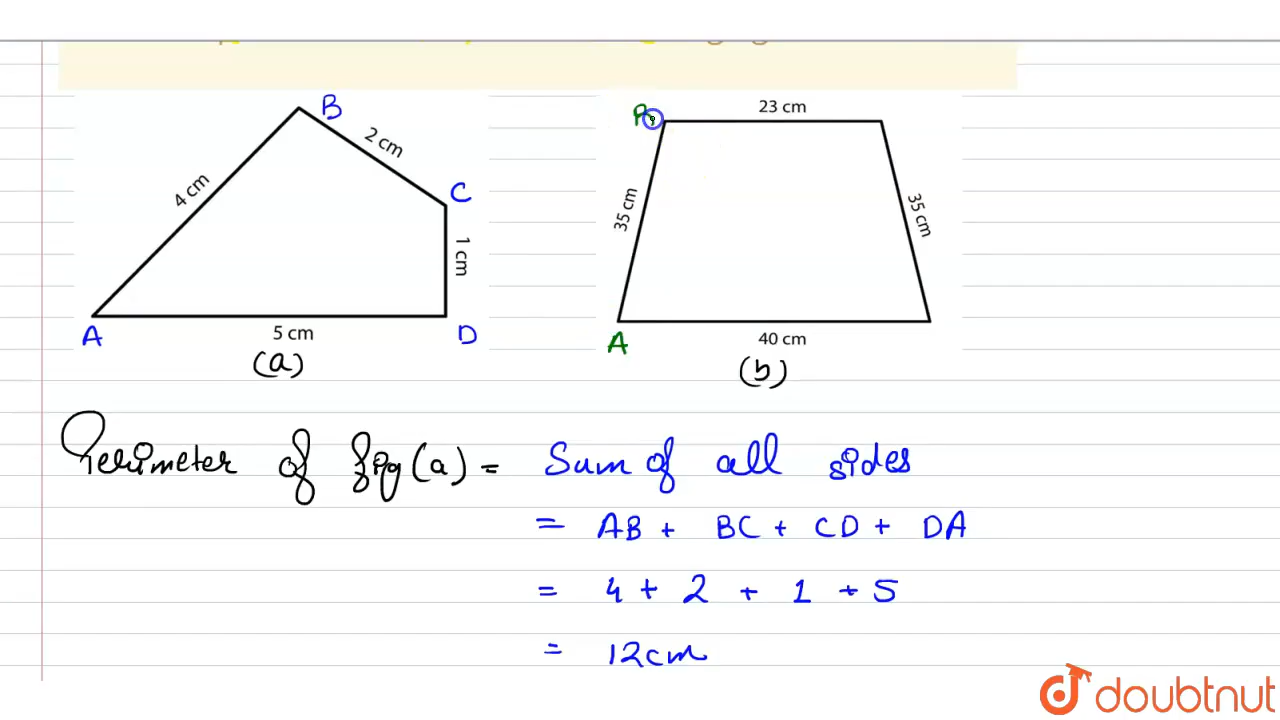 B
2 cm
4 cm
C
1 cm
A
5 cm
D
(a)
23 cm
35 cm
35 cm
A
40 cm
(b)
Perimeter of fig(a) = Sum of all sides
= AB + BC + CD + DA
= 4 + 2 + 1 + 5
= 12cm
doubtnut